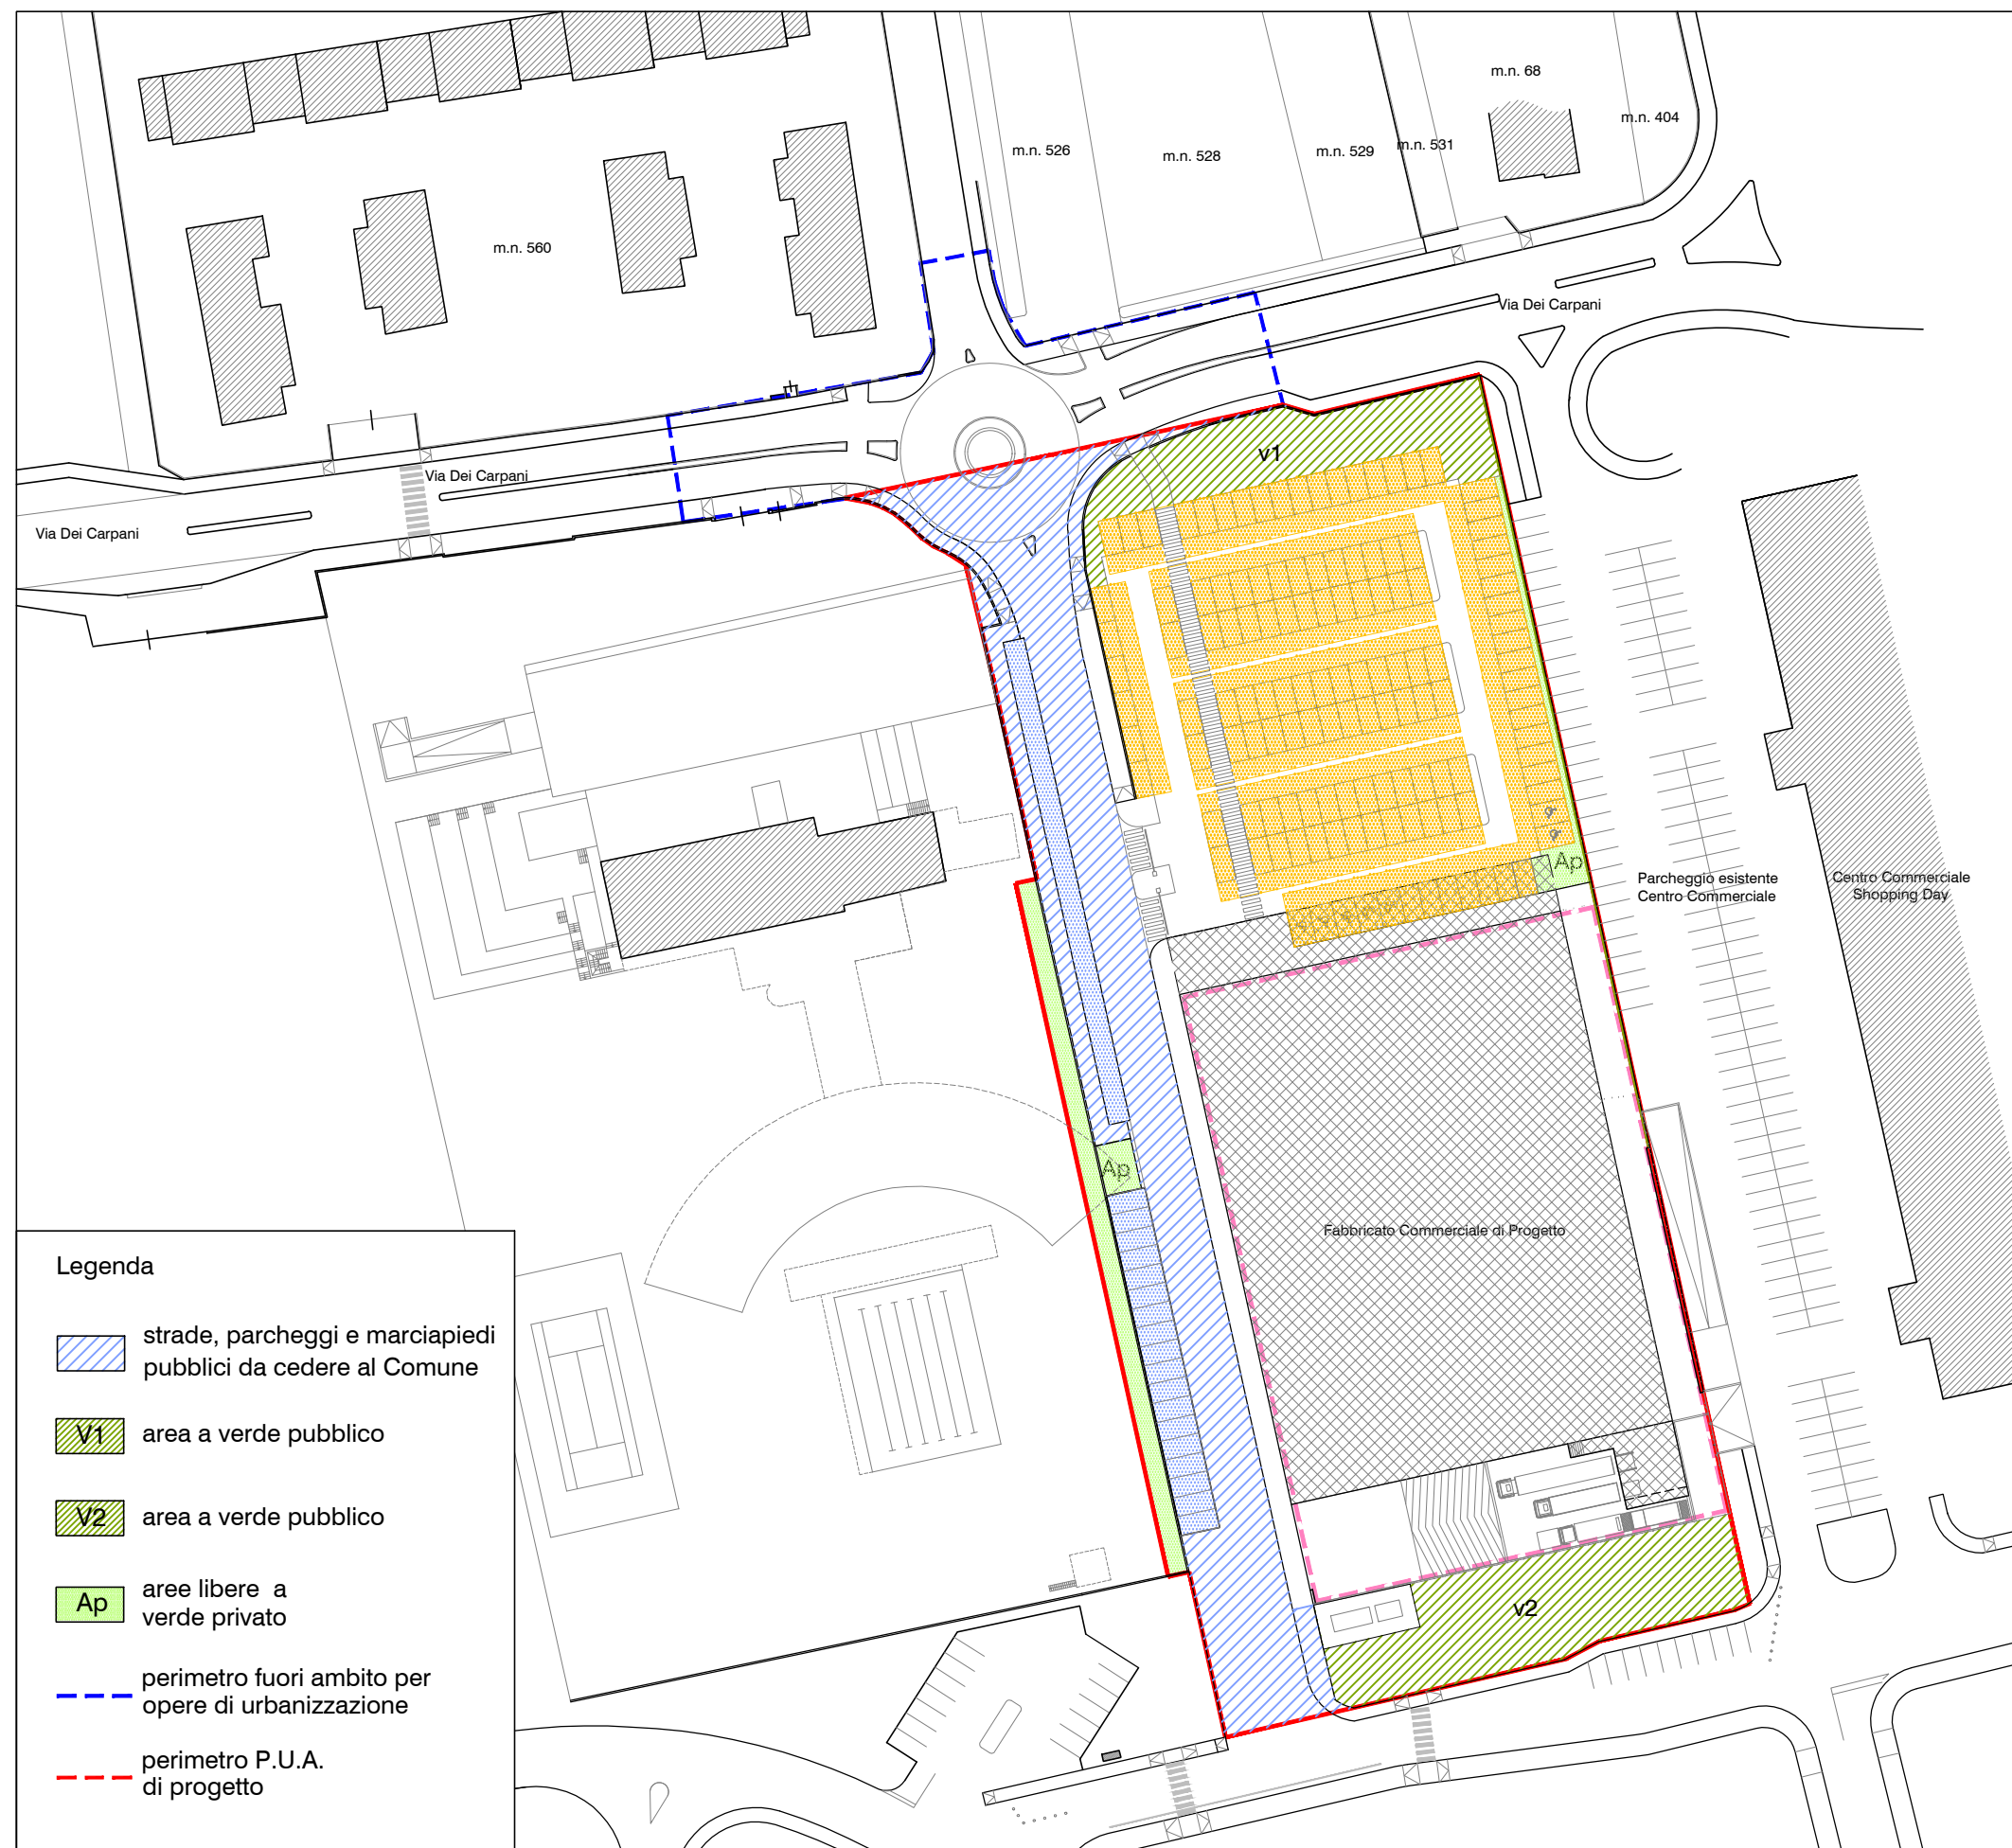 m.n. 68
m.n. 404
m.n. 531
m.n. 526
m.n. 528
m.n. 529
m.n. 560
Via Dei Carpani
Via Dei Carpani
Via Dei Carpani
v1
Ap
Parcheggio esistente
Centro Commerciale
Centro Commerciale
Shopping Day
Ap
Fabbricato Commerciale di Progetto
v2
Legenda
strade, parcheggi e marciapiedi
pubblici da cedere al Comune
V1 area a verde pubblico
V2 area a verde pubblico
Ap aree libere a
verde privato
perimetro fuori ambito per
opere di urbanizzazione
perimetro P.U.A.
di progetto